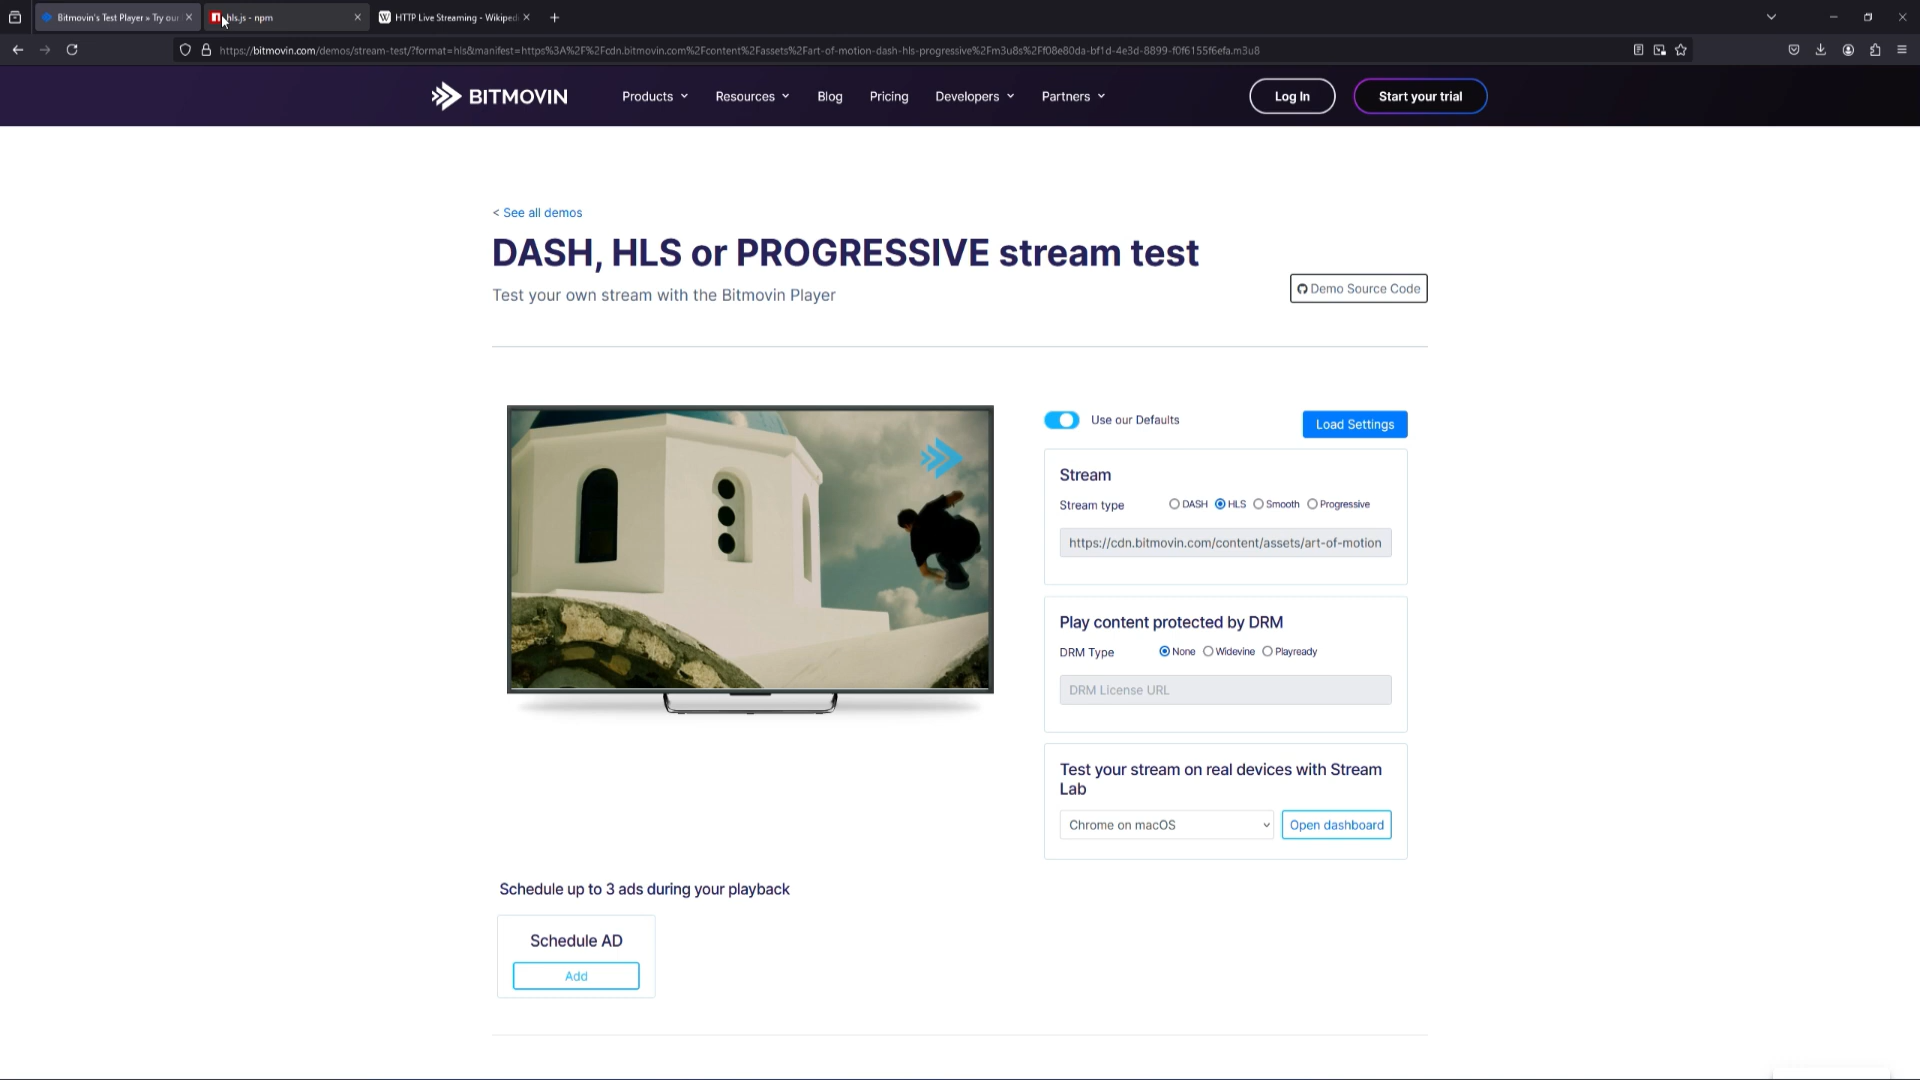 Bitmovin's Test Player » Try our
hls.js - npm
HTTP Live Streaming - Wikiped
https://bitmovin.com/demos/stream-test/?format=hls&manifest=https%3A%2F%2Fcdn.bitmovin.com%2Fcontent%2Fassets%2Fart-of-motion-dash-hls-progressive%2Fm3u8s%2Ff08e80da-bf1d-4e3d-8899-f0f6155f6efa.m3u8
BITMOVIN
Products
Resources
Blog
Pricing
Developers
Partners
Log In
Start your trial
< See all demos
DASH, HLS or PROGRESSIVE stream test
Test your own stream with the Bitmovin Player
Demo Source Code
Use our Defaults
Load Settings
Stream
Stream type
DASH
HLS
Smooth
Progressive
https://cdn.bitmovin.com/content/assets/art-of-motion
Play content protected by DRM
DRM Type
None
Widevine
Playready
DRM License URL
Test your stream on real devices with Stream
Lab
Chrome on macOS
Open dashboard
Schedule up to 3 ads during your playback
Schedule AD
Add